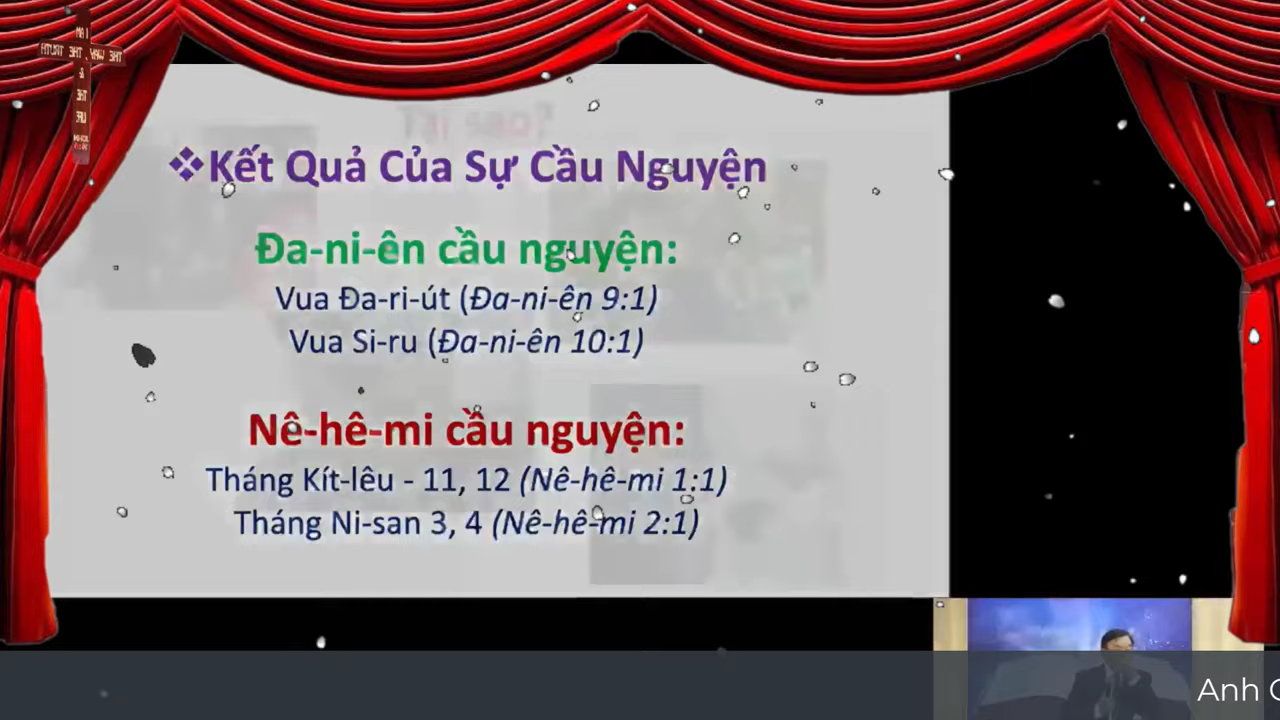 Tại sao?
❖Kết Quả Của Sự Cầu Nguyện
Đa-ni-ên cầu nguyện:
Vua Đa-ri-út (Đa-ni-ên 9:1)
Vua Si-ru (Đa-ni-ên 10:1)
Nê-hê-mi cầu nguyện:
Tháng Kít-lêu - 11, 12 (Nê-hê-mi 1:1)
Tháng Ni-san 3, 4 (Nê-hê-mi 2:1)
Anh